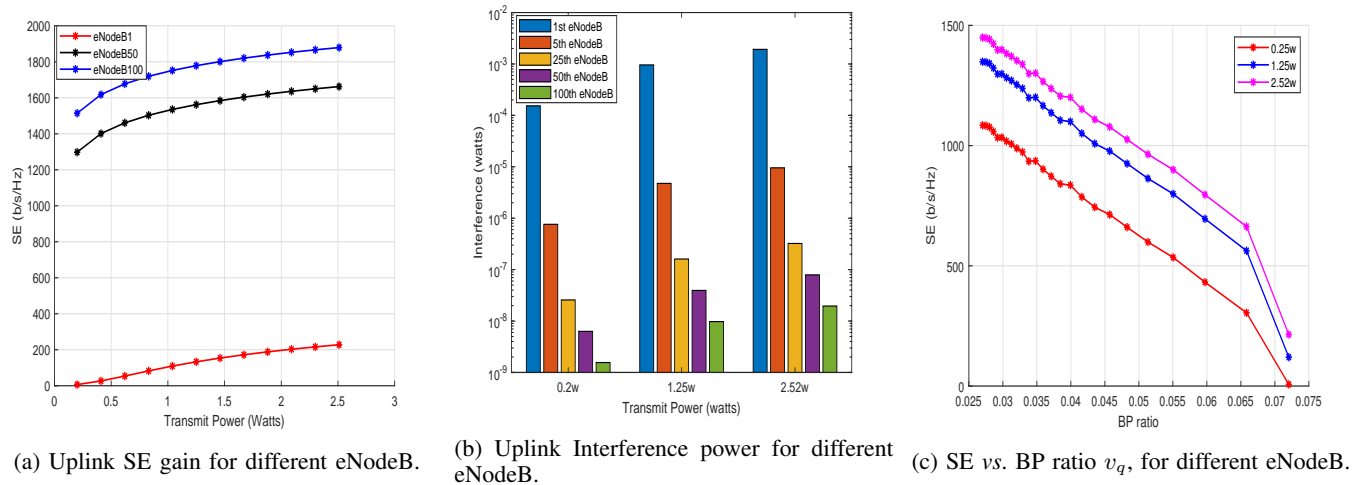 2000
1800
1600
1400
1200
1000
800
600
400
200
0
SE (b/s/Hz)
eNodeB1
eNodeB50
eNodeB100
0 0.5 1 1.5 2 2.5 3
Transmit Power (Watts)
(a) Uplink SE gain for different eNodeB.
10-2
10-3
10-4
10-5
10-6
10-7
10-8
10-9
Interference (watts)
1st eNodeB
5th eNodeB
25th eNodeB
50th eNodeB
100th eNodeB
0.2w 1.25w 2.52w
Transmit Power (watts)
(b) Uplink Interference power for different
eNodeB.
1500
1000
500
0
SE (b/s/Hz)
0.25w
1.25w
2.52w
0.025 0.03 0.035 0.04 0.045 0.05 0.055 0.06 0.065 0.07 0.075
BP ratio
(c) SE vs. BP ratio vq, for different eNodeB.